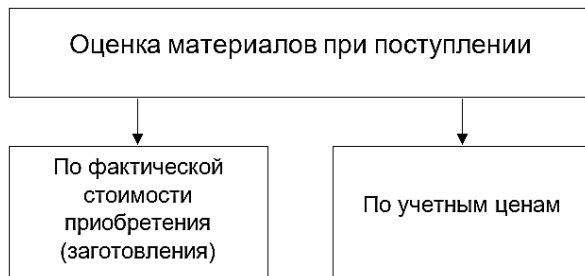 Оценка материалов при поступлении
По фактической
стоимости
приобретения
(заготовления)
По учетным ценам